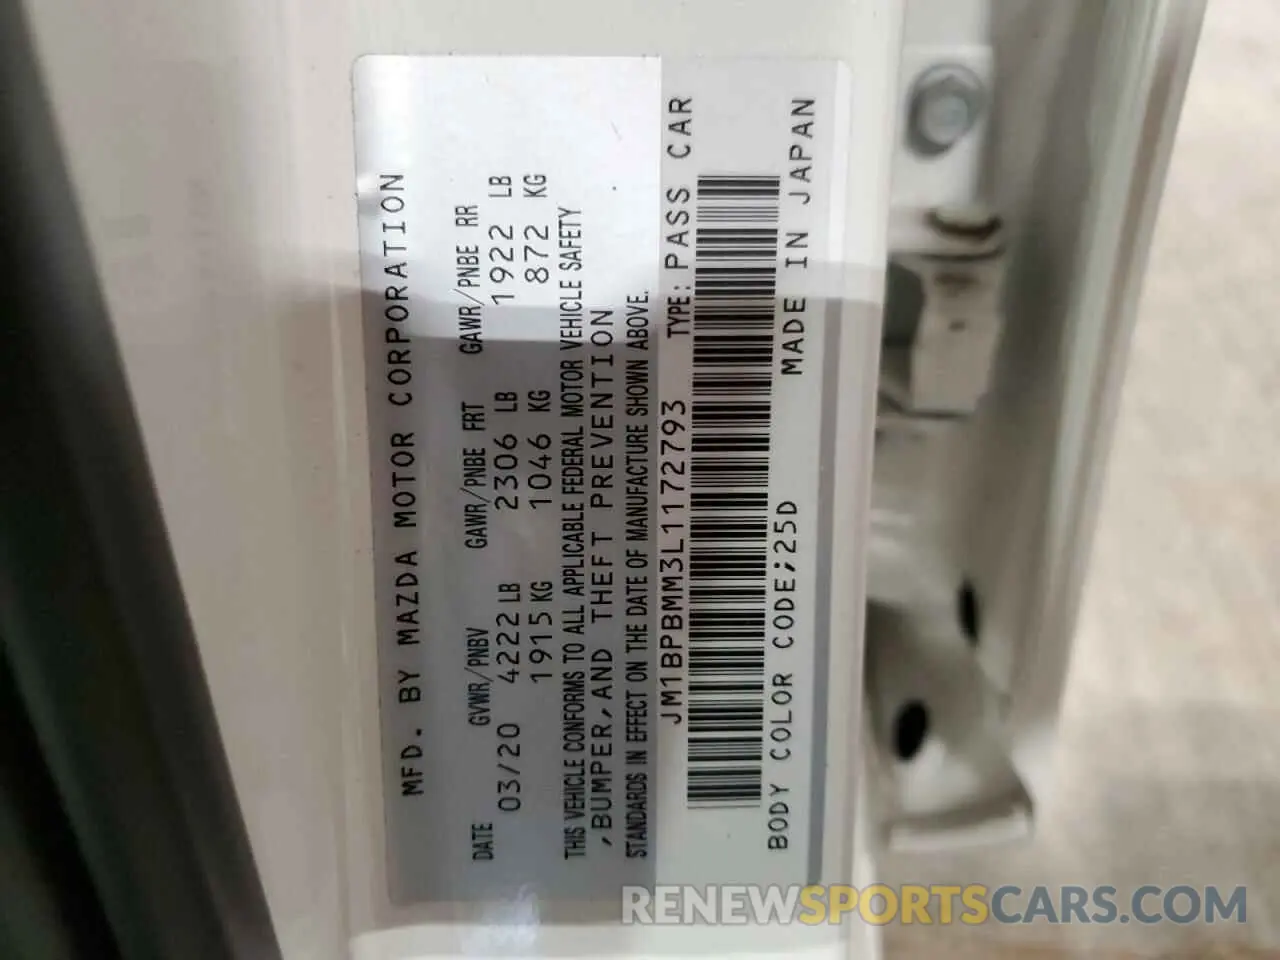 MFD. BY MAZDA MOTOR CORPORATION
DATE GVWR/PNBV GAWR/PNBE FRT GAWR/PNBE RR
03/20 4222 LB 2306 LB 1922 LB
1915 KG 1046 KG 872 KG
THIS VEHICLE CONFORMS TO ALL APPLICABLE FEDERAL MOTOR VEHICLE SAFETY
,BUMPER,AND THEFT PREVENTION
STANDARDS IN EFFECT ON THE DATE OF MANUFACTURE SHOWN ABOVE.
JM1BPBMM3L1172793 TYPE: PASS CAR
BODY COLOR CODE;25D MADE IN JAPAN
RENEWSPORTSCARS.COM